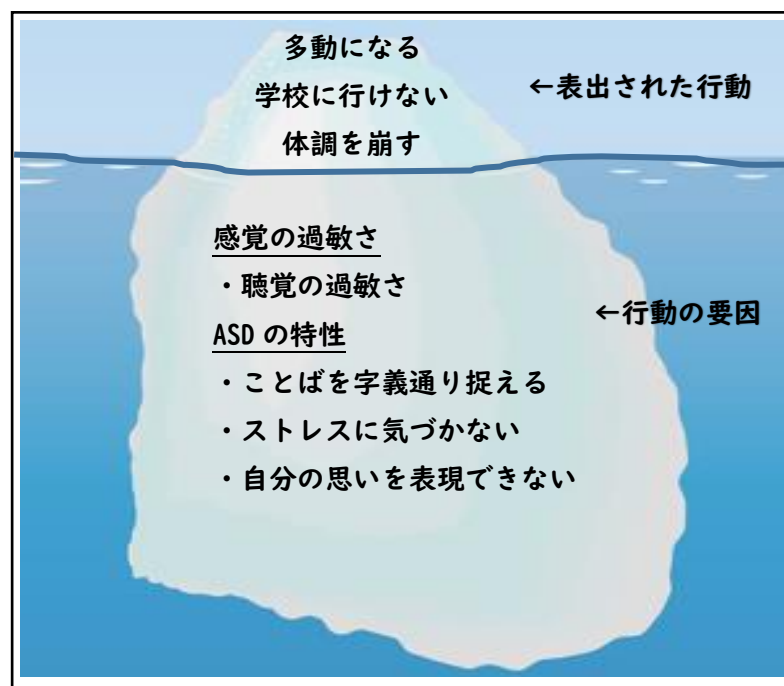 多動になる
学校に行けない
←表出された行動
体調を崩す
感覚の過敏さ
・聴覚の過敏さ
←行動の要因
ASD の特性
・ことばを字義通り捉える
・ストレスに気づかない
・自分の思いを表現できない